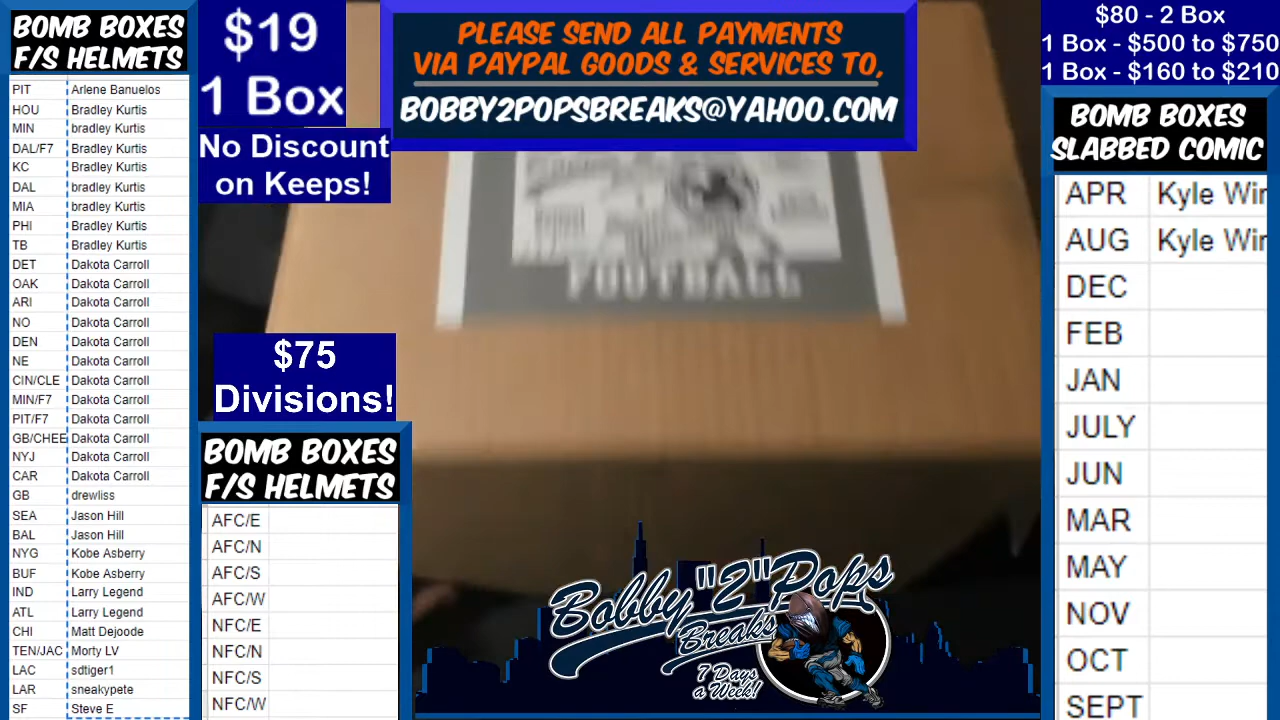 BOMB BOXES
F/S HELMETS
PIT Arlene Banuelos
HOU Bradley Kurtis
MIN bradley Kurtis
DAL/F7 Bradley Kurtis
KC Bradley Kurtis
DAL bradley Kurtis
MIA bradley Kurtis
PHI Bradley Kurtis
TB Bradley Kurtis
DET Dakota Carroll
OAK Dakota Carroll
ARI Dakota Carroll
NO Dakota Carroll
DEN Dakota Carroll
NE Dakota Carroll
CIN/CLE Dakota Carroll
MIN/F7 Dakota Carroll
PIT/F7 Dakota Carroll
GB/CHEE Dakota Carroll
NYJ Dakota Carroll
CAR Dakota Carroll
GB drewliss
SEA Jason Hill
BAL Jason Hill
NYG Kobe Asberry
BUF Kobe Asberry
IND Larry Legend
ATL Larry Legend
CHI Matt Dejoode
TEN/JAC Morty LV
LAC sdtiger1
LAR sneakypete
SF Steve E
$19
1 Box
No Discount
on Keeps!
$75
Divisions!
BOMB BOXES
F/S HELMETS
AFC/E
AFC/N
AFC/S
AFC/W
NFC/E
NFC/N
NFC/S
NFC/W
PLEASE SEND ALL PAYMENTS
VIA PAYPAL GOODS & SERVICES TO,
BOBBY2POPSBREAKS@YAHOO.COM
FOOTBALL
Bobby "2" Pops
Breaks
7 Days
a Week!
$80 - 2 Box
1 Box - $500 to $750
1 Box - $160 to $210
BOMB BOXES
SLABBED COMIC
APR Kyle Wir
AUG Kyle Wir
DEC
FEB
JAN
JULY
JUN
MAR
MAY
NOV
OCT
SEPT